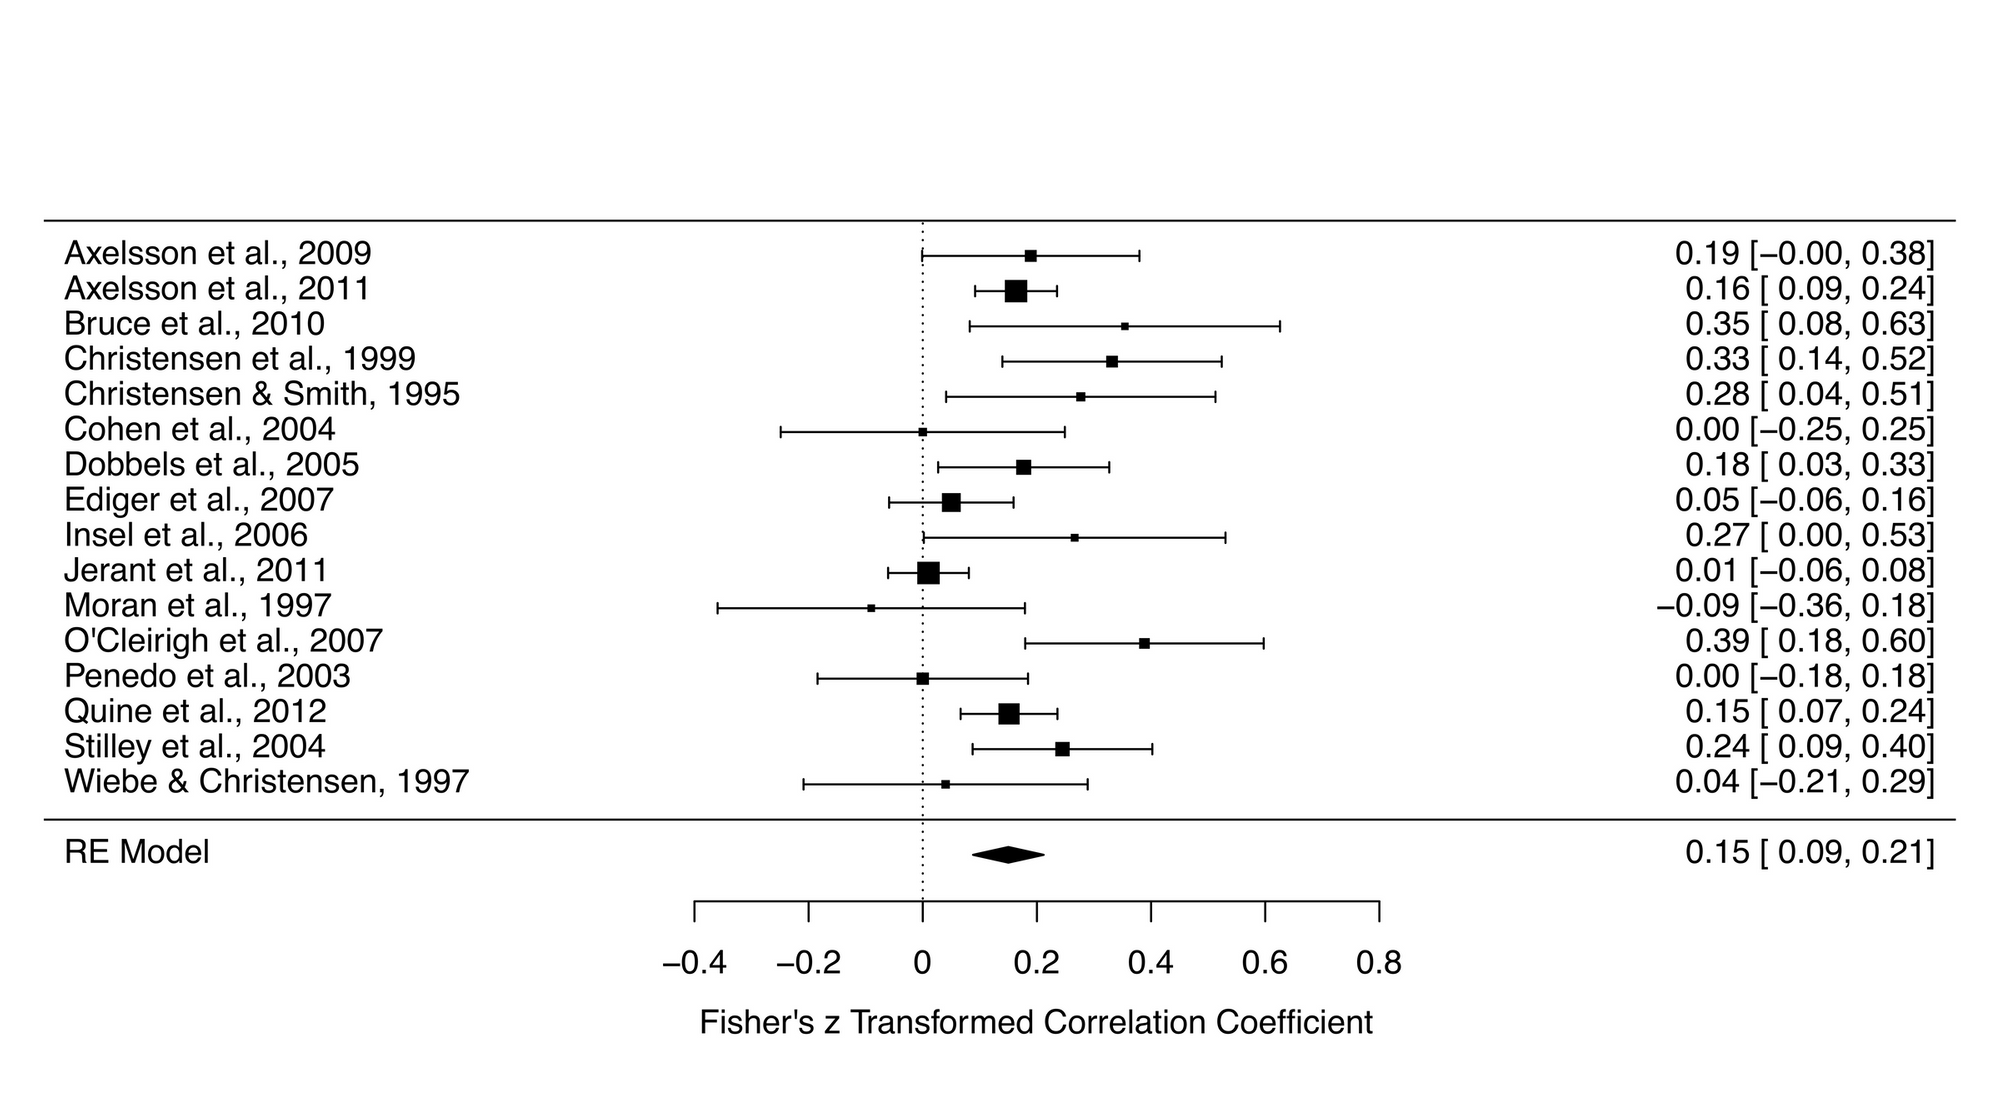 Axelsson et al., 2009 0.19 [−0.00, 0.38]
Axelsson et al., 2011 0.16 [ 0.09, 0.24]
Bruce et al., 2010 0.35 [ 0.08, 0.63]
Christensen et al., 1999 0.33 [ 0.14, 0.52]
Christensen & Smith, 1995 0.28 [ 0.04, 0.51]
Cohen et al., 2004 0.00 [−0.25, 0.25]
Dobbels et al., 2005 0.18 [ 0.03, 0.33]
Ediger et al., 2007 0.05 [−0.06, 0.16]
Insel et al., 2006 0.27 [ 0.00, 0.53]
Jerant et al., 2011 0.01 [−0.06, 0.08]
Moran et al., 1997 −0.09 [−0.36, 0.18]
O'Cleirigh et al., 2007 0.39 [ 0.18, 0.60]
Penedo et al., 2003 0.00 [−0.18, 0.18]
Quine et al., 2012 0.15 [ 0.07, 0.24]
Stilley et al., 2004 0.24 [ 0.09, 0.40]
Wiebe & Christensen, 1997 0.04 [−0.21, 0.29]
RE Model 0.15 [ 0.09, 0.21]
−0.4 −0.2 0 0.2 0.4 0.6 0.8
Fisher's z Transformed Correlation Coefficient